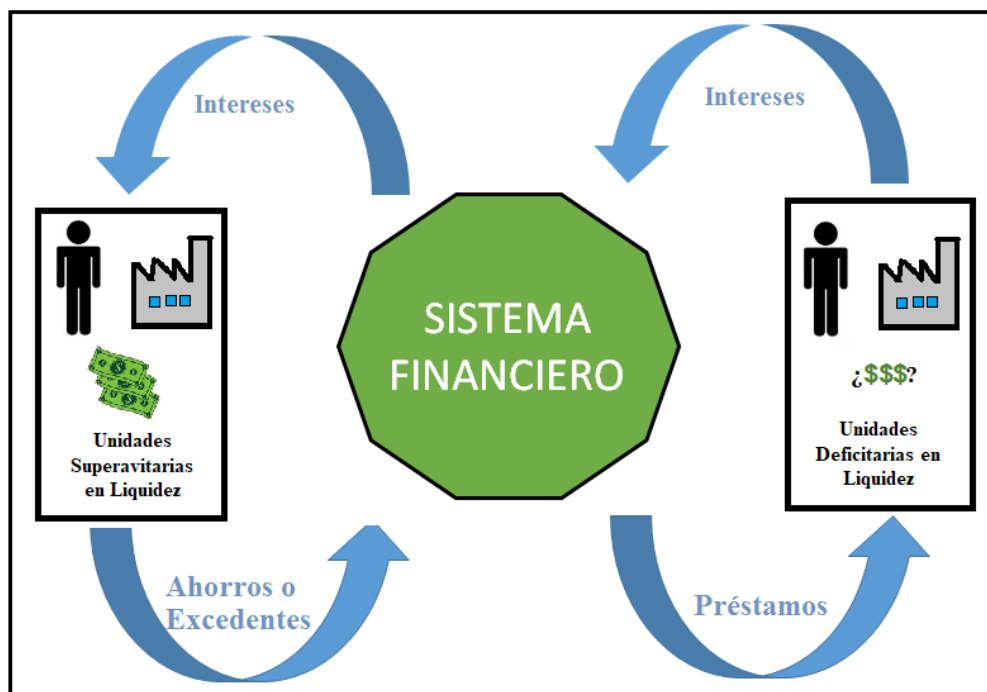 Intereses
Intereses
SISTEMA
FINANCIERO
¿$$$?
Unidades
Superavitarias
en Liquidez
Unidades
Deficitarias en
Liquidez
Ahorros o
Excedentes
Préstamos